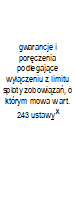 gwarancje i
poręczenia
podlegające
wyłączeniu z limitu
spłaty zobowiązań, o
którym mowa w art.
243 ustawy x